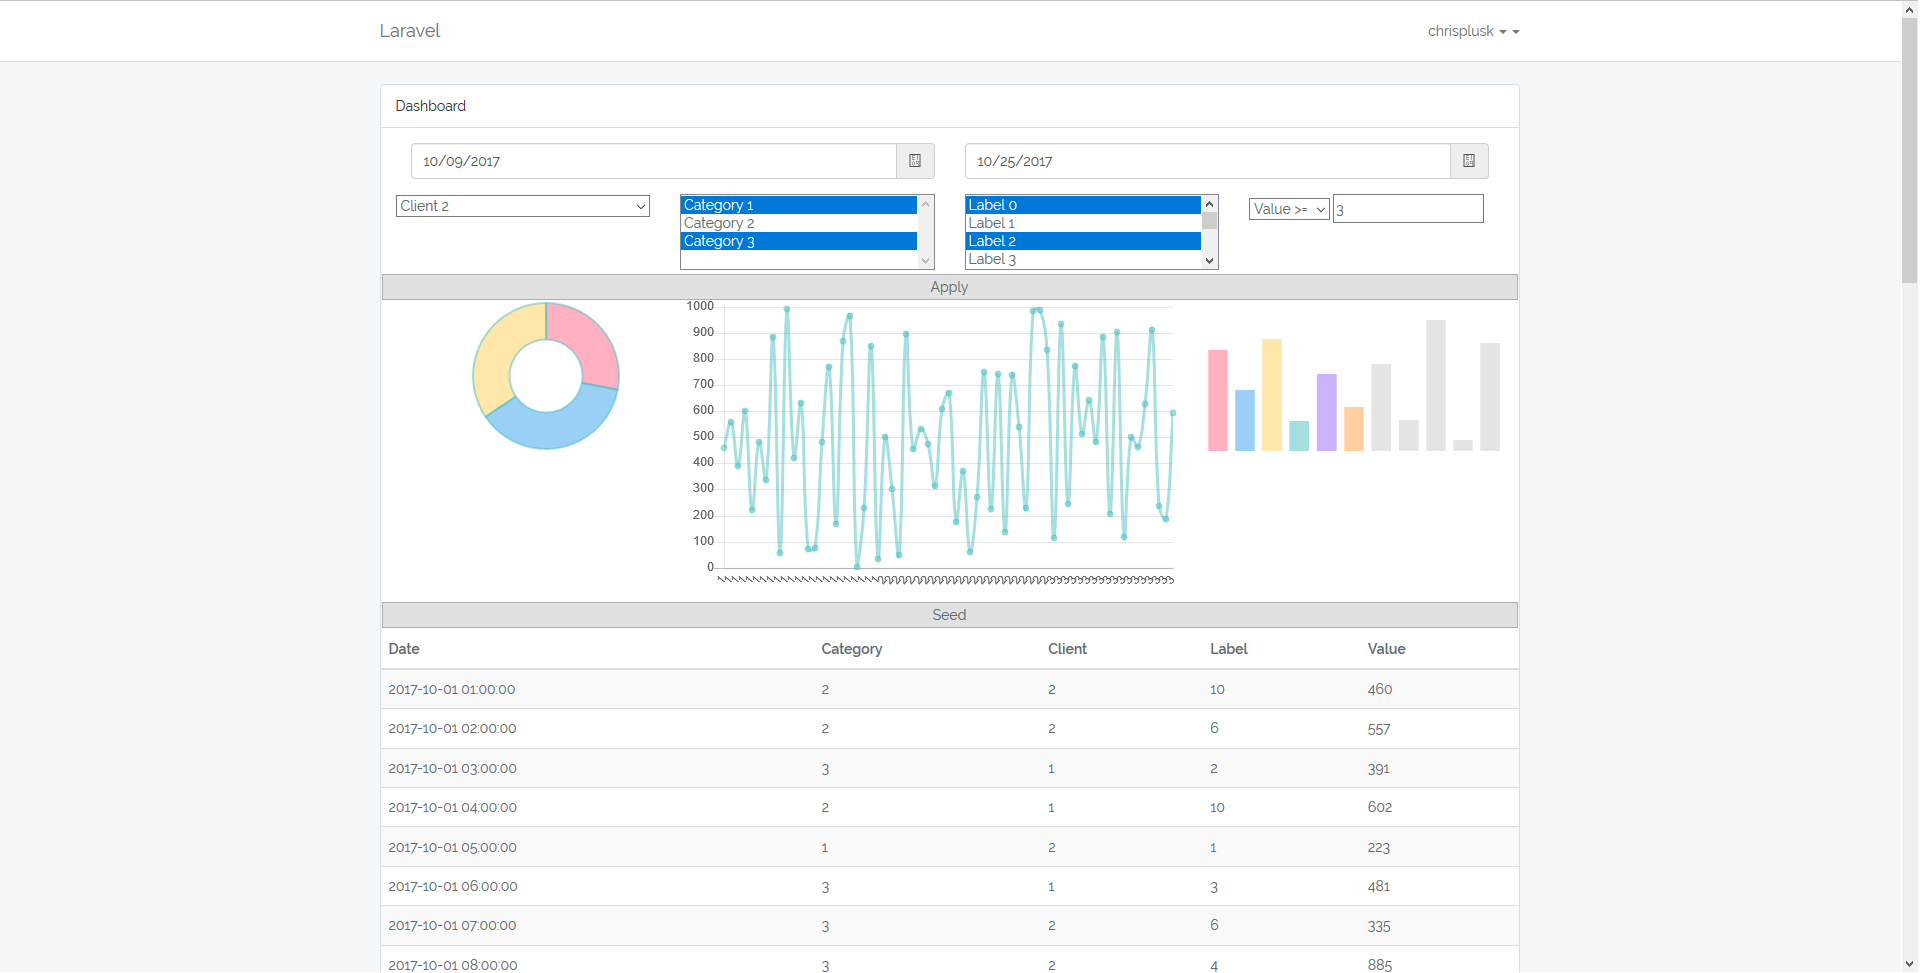 Laravel
chrisplusk
Dashboard
10/09/2017
10/25/2017
Client 2
Category 1
Category 2
Category 3
Label 0
Label 1
Label 2
Label 3
Value >=
3
Apply
1000
900
800
700
600
500
400
300
200
100
0
Seed
Date Category Client Label Value
2017-10-01 01:00:00 2 2 10 460
2017-10-01 02:00:00 2 2 6 557
2017-10-01 03:00:00 3 1 2 391
2017-10-01 04:00:00 2 1 10 602
2017-10-01 05:00:00 1 2 1 223
2017-10-01 06:00:00 3 1 3 481
2017-10-01 07:00:00 3 2 6 335
2017-10-01 08:00:00 3 2 4 885